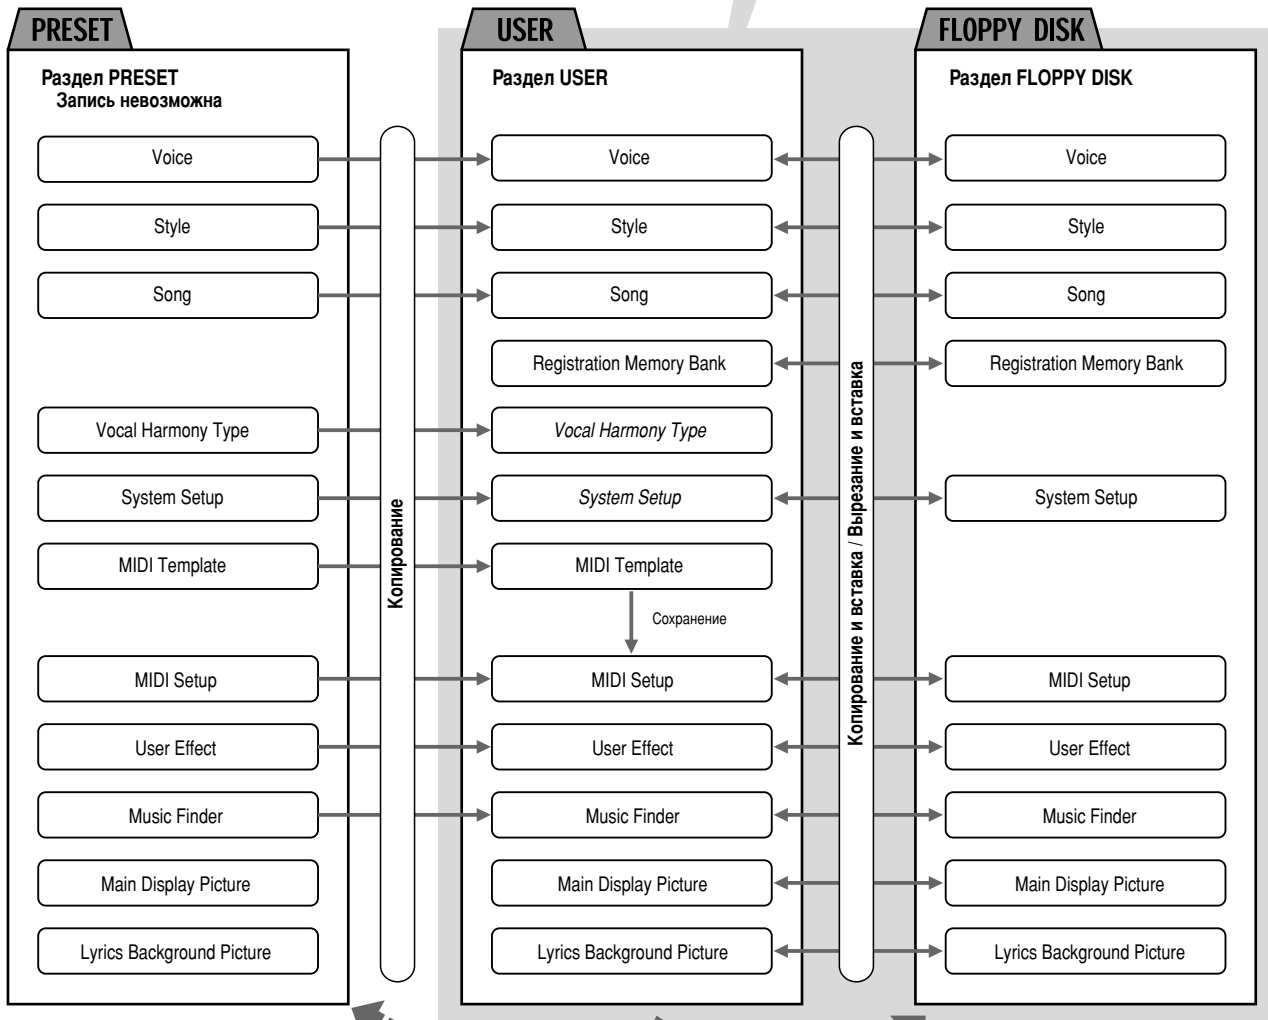 PRESET
Раздел PRESET
Запись невозможна
Voice
Style
Song
Vocal Harmony Type
System Setup
MIDI Template
MIDI Setup
User Effect
Music Finder
Main Display Picture
Lyrics Background Picture
Копирование
USER
Раздел USER
Voice
Style
Song
Registration Memory Bank
Vocal Harmony Type
System Setup
MIDI Template
Сохранение
MIDI Setup
User Effect
Music Finder
Main Display Picture
Lyrics Background Picture
Копирование и вставка / Вырезание и вставка
FLOPPY DISK
Раздел FLOPPY DISK
Voice
Style
Song
Registration Memory Bank
System Setup
MIDI Setup
User Effect
Music Finder
Main Display Picture
Lyrics Background Picture